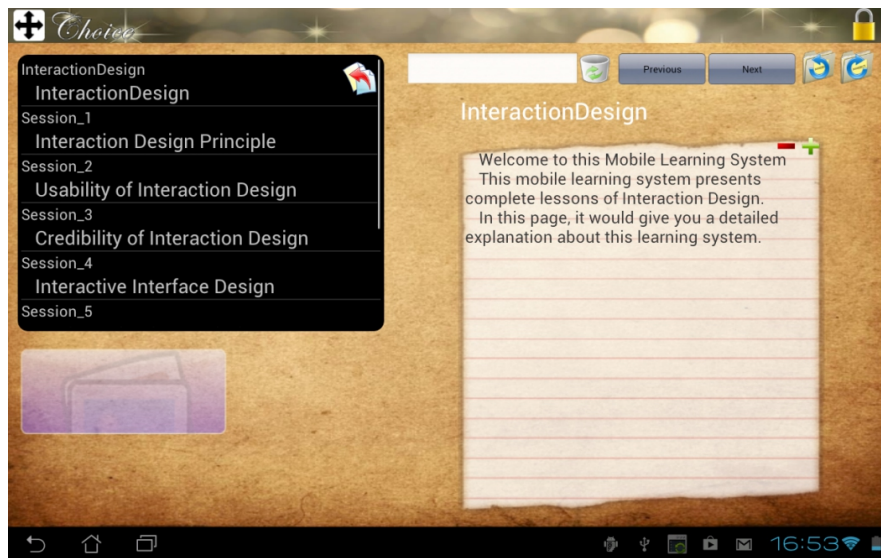 Choice
InteractionDesign
InteractionDesign
Session_1
Interaction Design Principle
Session_2
Usability of Interaction Design
Session_3
Credibility of Interaction Design
Session_4
Interactive Interface Design
Session_5
Previous
Next
InteractionDesign
Welcome to this Mobile Learning System
This mobile learning system presents
complete lessons of Interaction Design.
In this page, it would give you a detailed
explanation about this learning system.
16:53